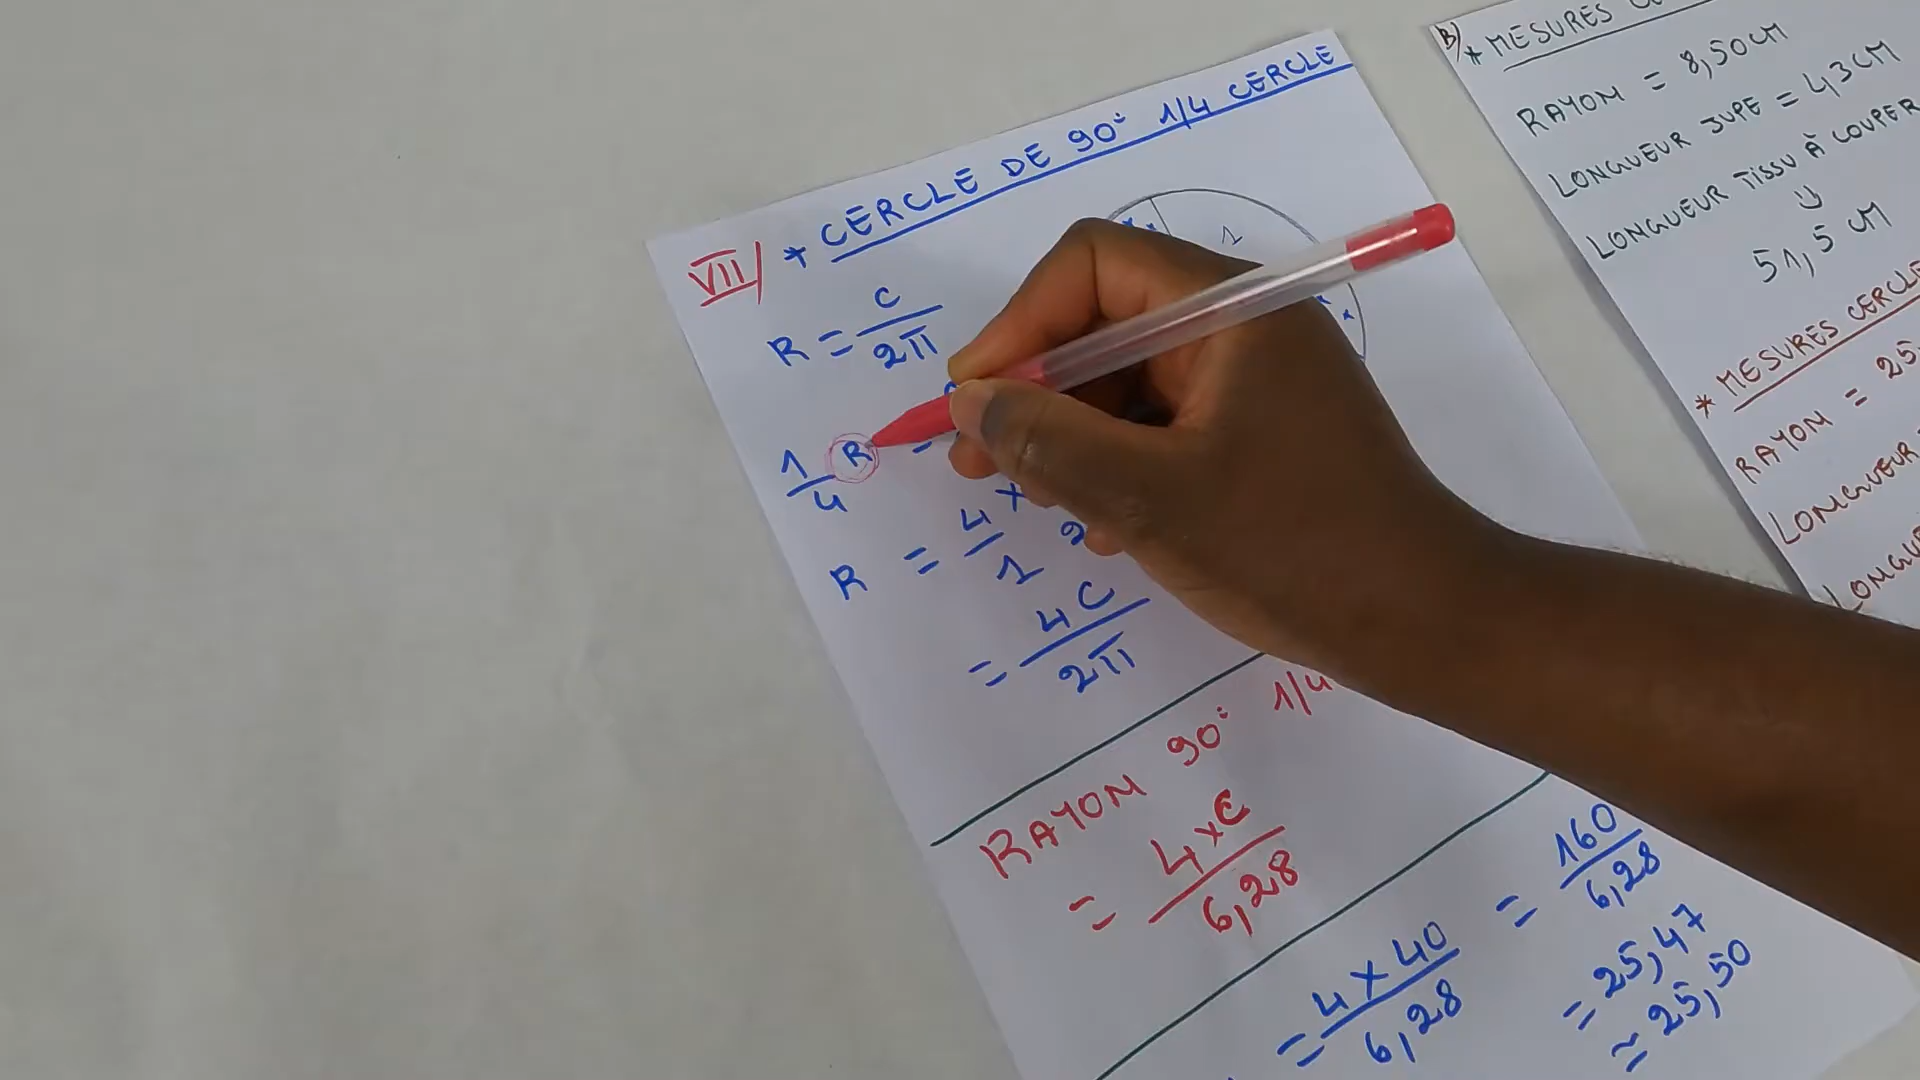 VII/ * CERCLE DE 90° 1/4 CERCLE
R = C
2π
1
4
R =
R = 4 ×
1 2
= 4C
2π
RAYON 90° 1/4
= 4×C
6,28
= 4 × 40 = 160
6,28 6,28
= 25,47
≃ 25,50
1
B) * MESURES
RAYON = 8,50CM
LONGUEUR JUPE = 43CM
LONGUEUR TISSU À COUPER
51,5 CM
* MESURES CERCLE
RAYON = 25
LONGUEUR